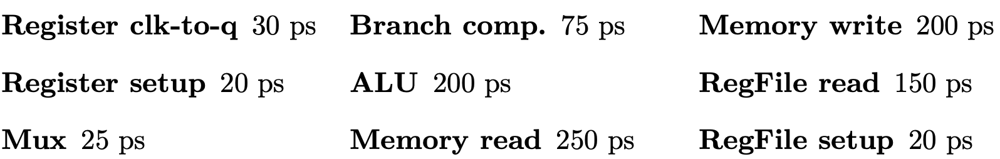 Register clk-to-q 30 ps Branch comp. 75 ps Memory write 200 ps
Register setup 20 ps ALU 200 ps RegFile read 150 ps
Mux 25 ps Memory read 250 ps RegFile setup 20 ps